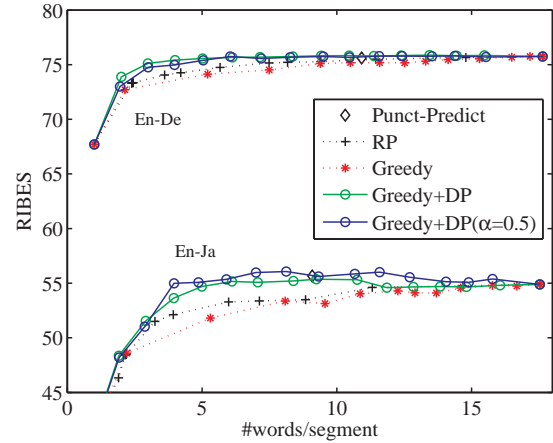 80
75
70
65
60
55
50
45
0
5
10
15
RIBES
#words/segment
En-De
En-Ja
Punct-Predict
RP
Greedy
Greedy+DP
Greedy+DP(α=0.5)